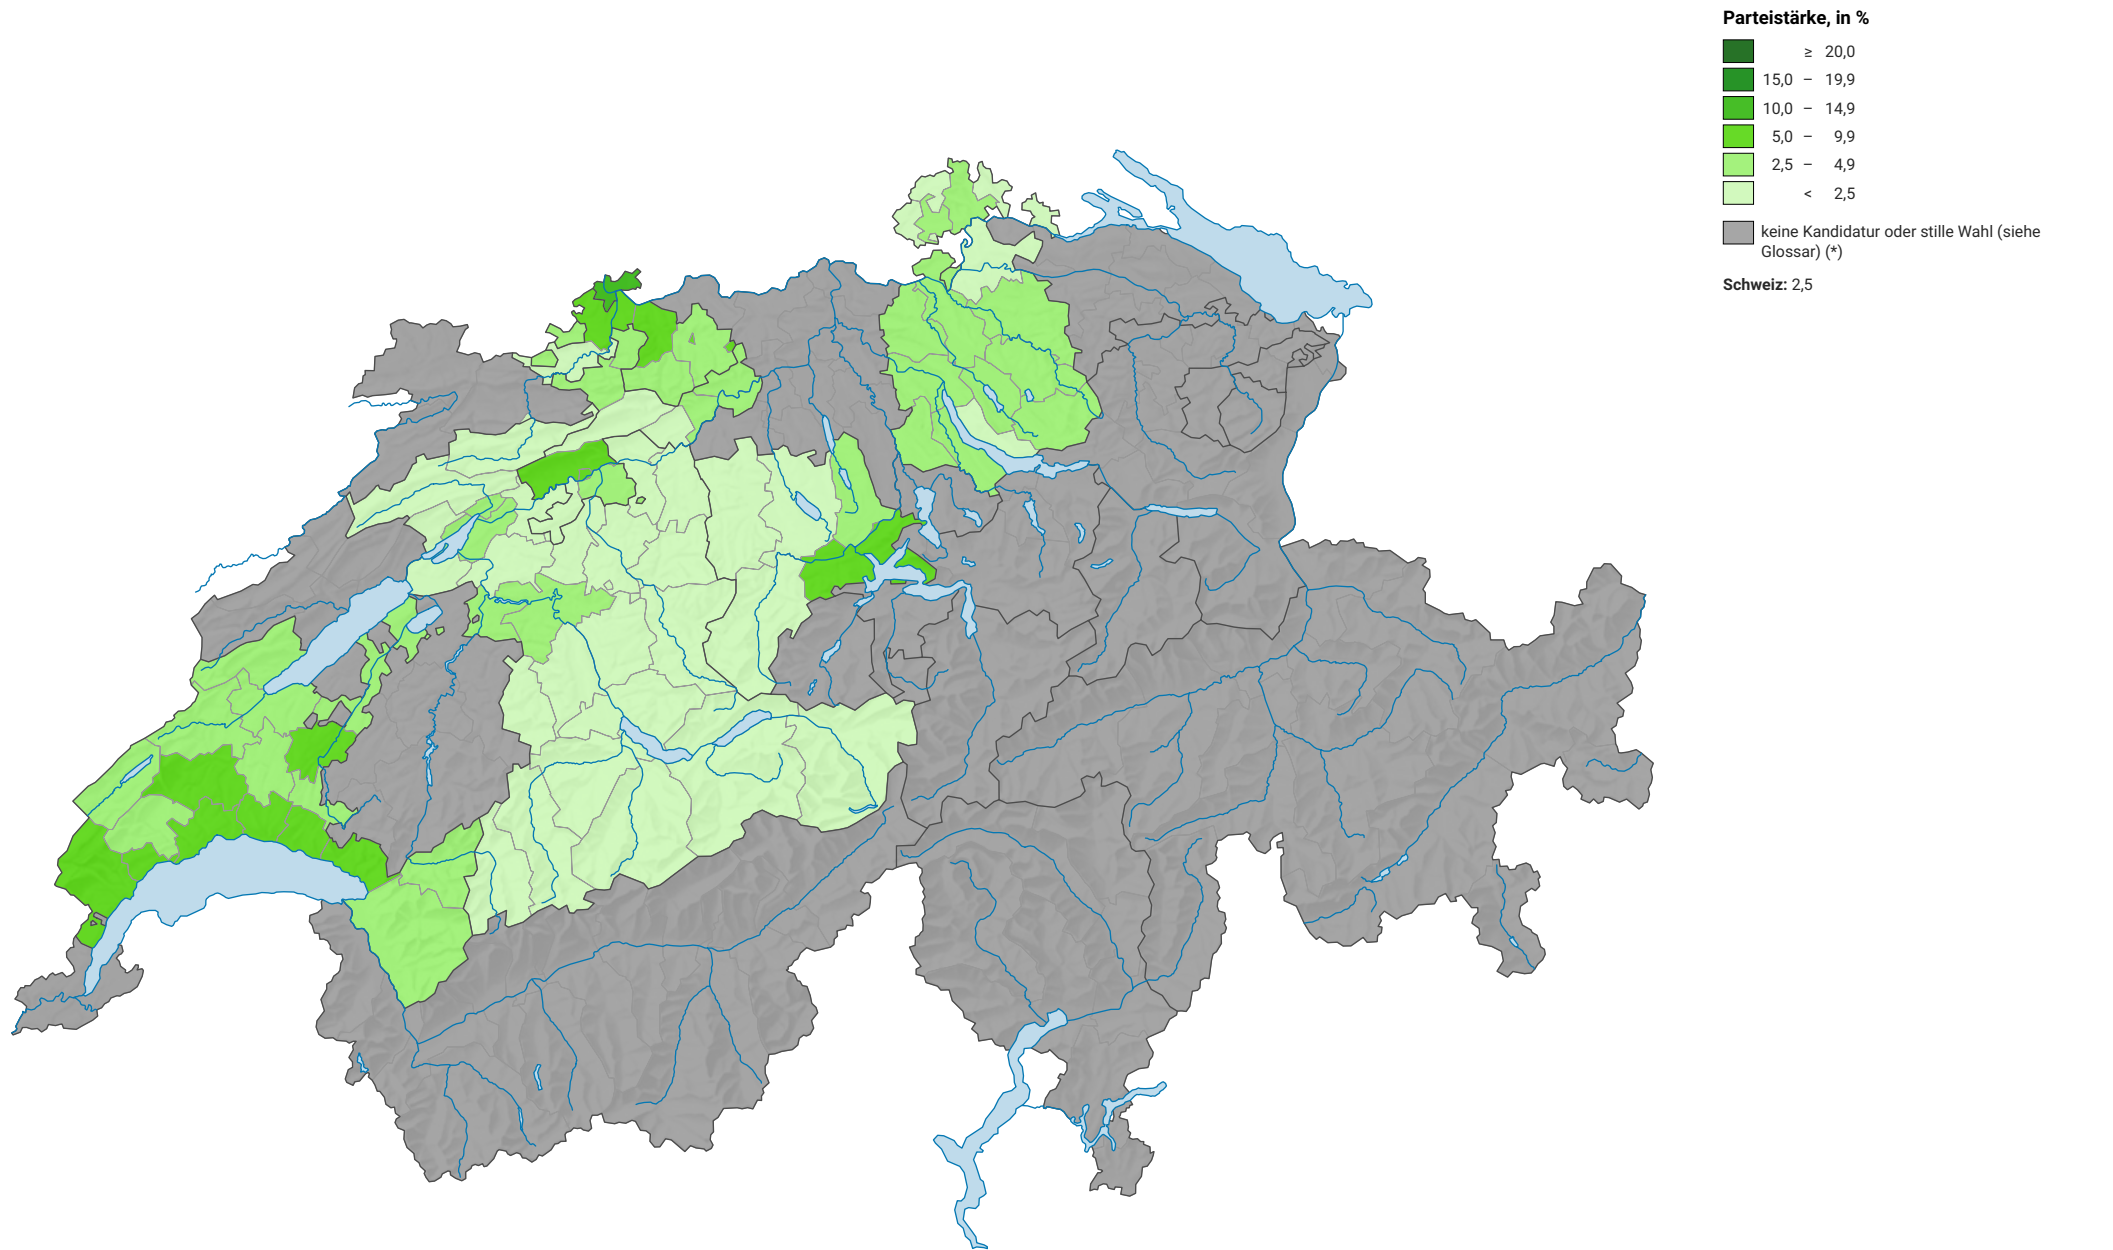 Parteistärke, in %
≥ 20,0
15,0 – 19,9
10,0 – 14,9
5,0 – 9,9
2,5 – 4,9
< 2,5
keine Kandidatur oder stille Wahl (siehe
Glossar) (*)
Schweiz: 2,5